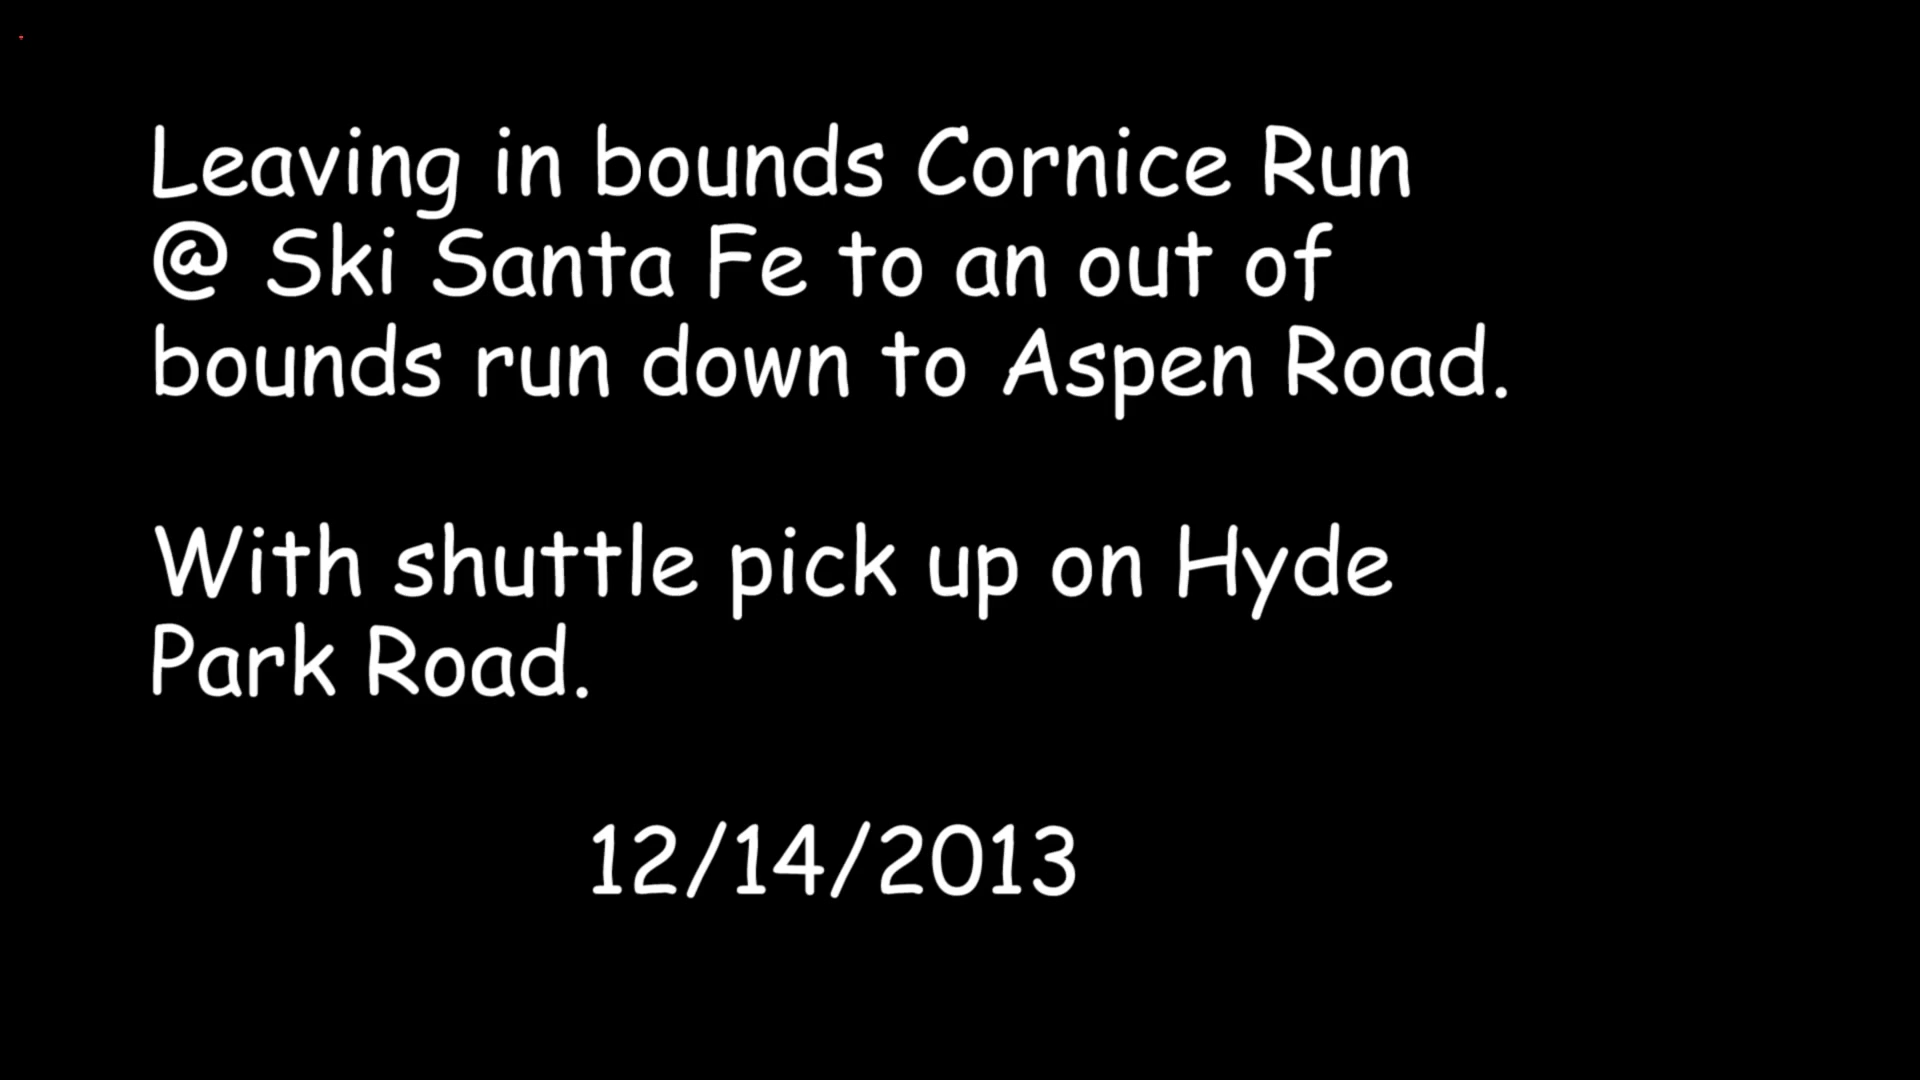 Leaving in bounds Cornice Run
@ Ski Santa Fe to an out of
bounds run down to Aspen Road.
With shuttle pick up on Hyde
Park Road.
12/14/2013